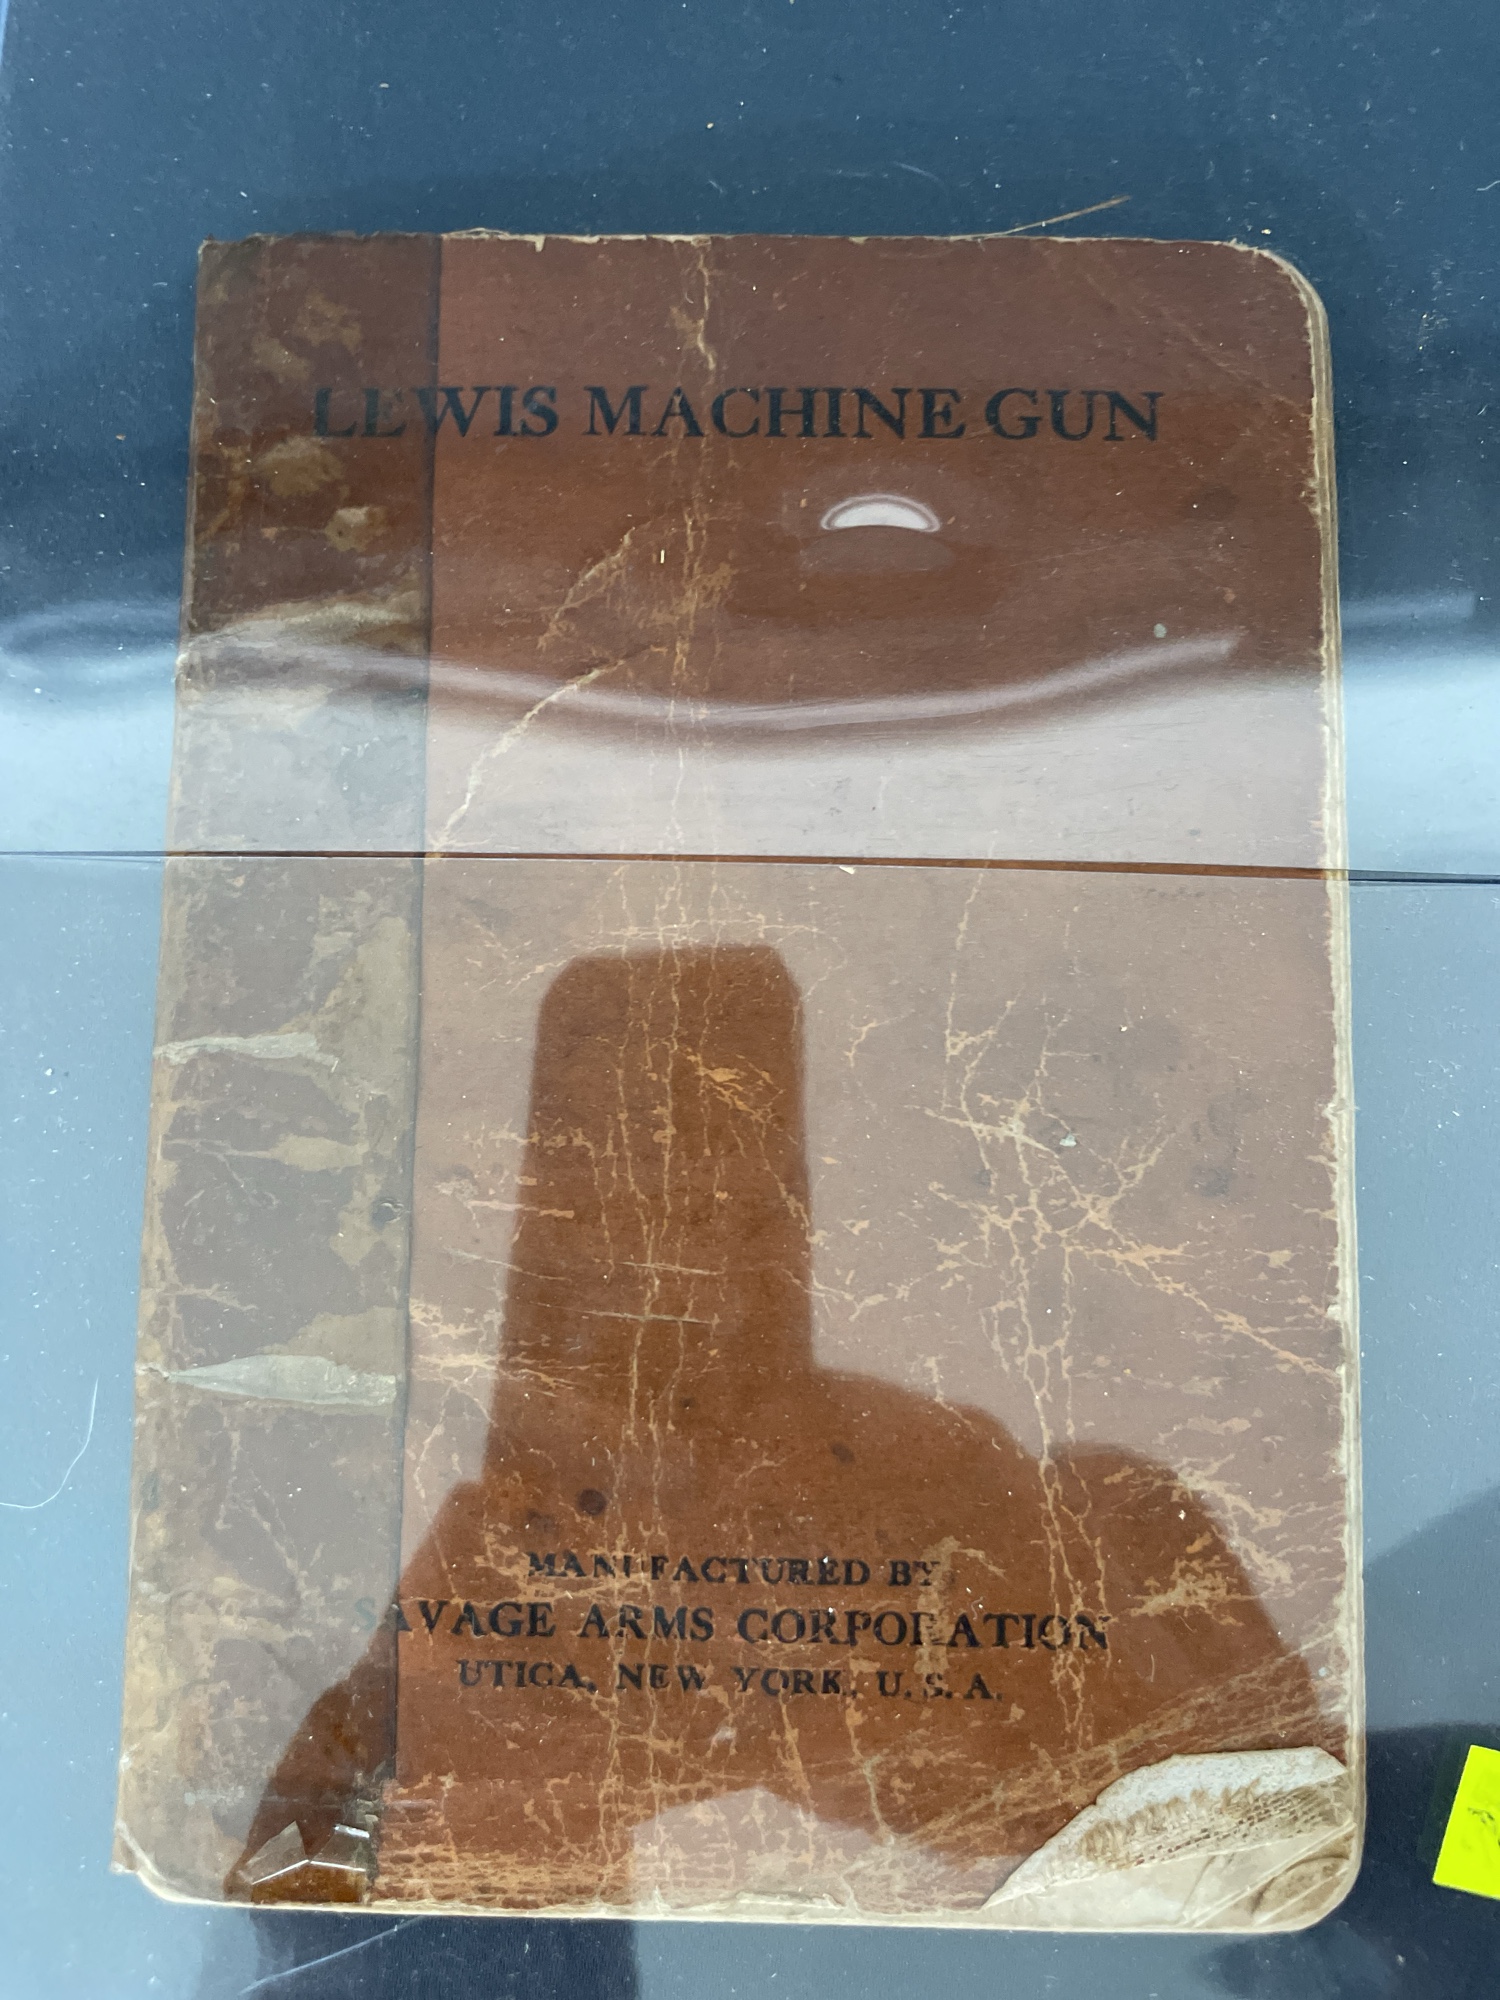 LEWIS MACHINE GUN
MANUFACTURED BY
SAVAGE ARMS CORPORATION
UTICA, NEW YORK, U.S.A.